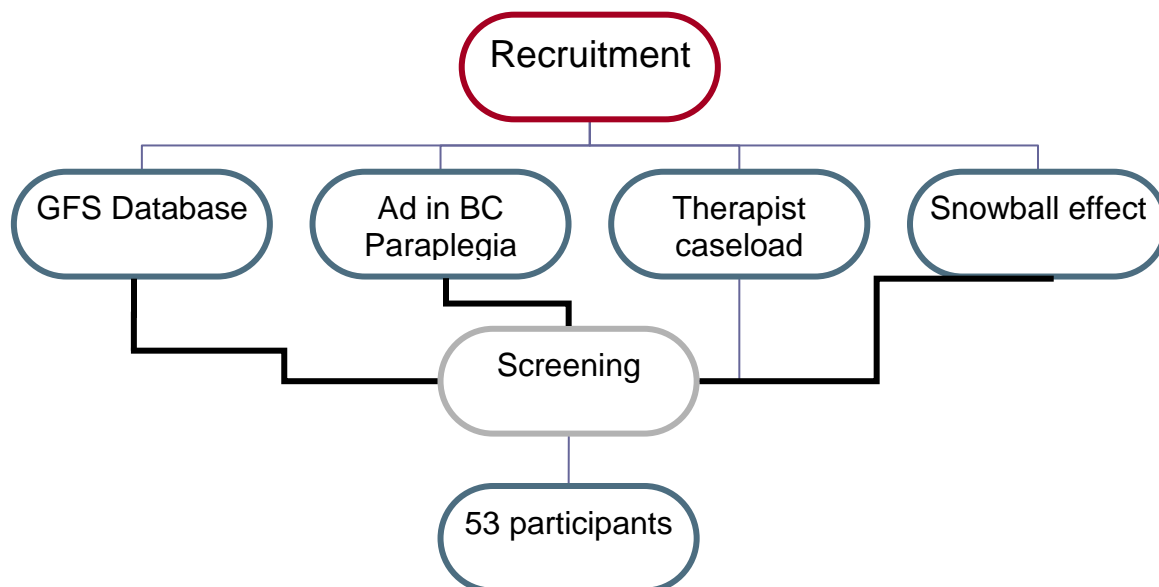 Recruitment
GFS Database
Ad in BC
Paraplegia
Therapist
caseload
Snowball effect
Screening
53 participants